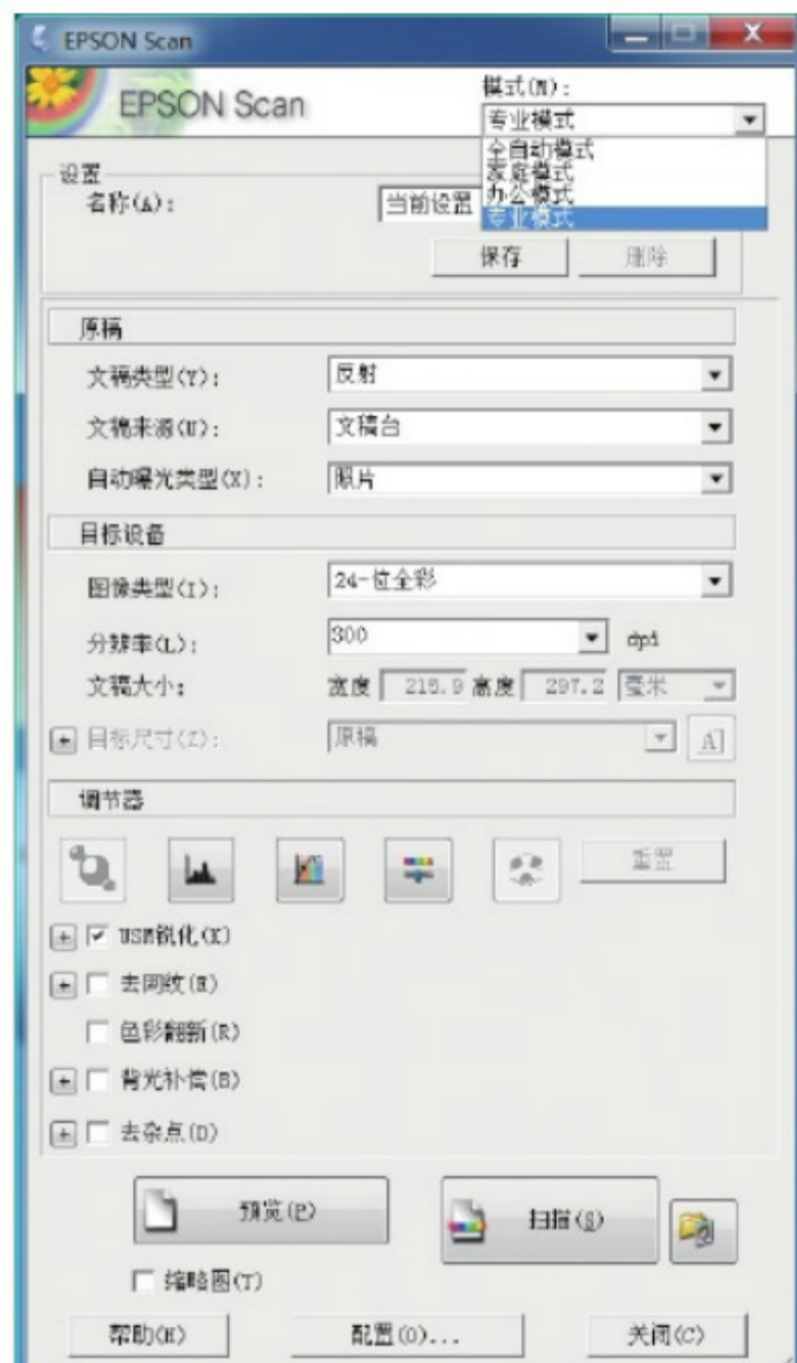 EPSON Scan
EPSON Scan
模式(M):
专业模式
全自动模式
家庭模式
办公模式
专业模式
设置
名称(A):
当前设置
保存
删除
原稿
文稿类型(Y):
反射
文稿来源(U):
文稿台
自动曝光类型(X):
照片
目标设备
图像类型(I):
24-位全彩
分辨率(L):
300
dpi
文稿大小:
宽度 215.9 高度 297.2 毫米
目标尺寸(Z):
原稿
A]
调节器
重置
USM锐化(K)
去网纹(E)
色彩翻新(R)
背光补偿(B)
去杂点(D)
预览(P)
扫描(S)
缩略图(T)
帮助(H)
配置(O)...
关闭(C)